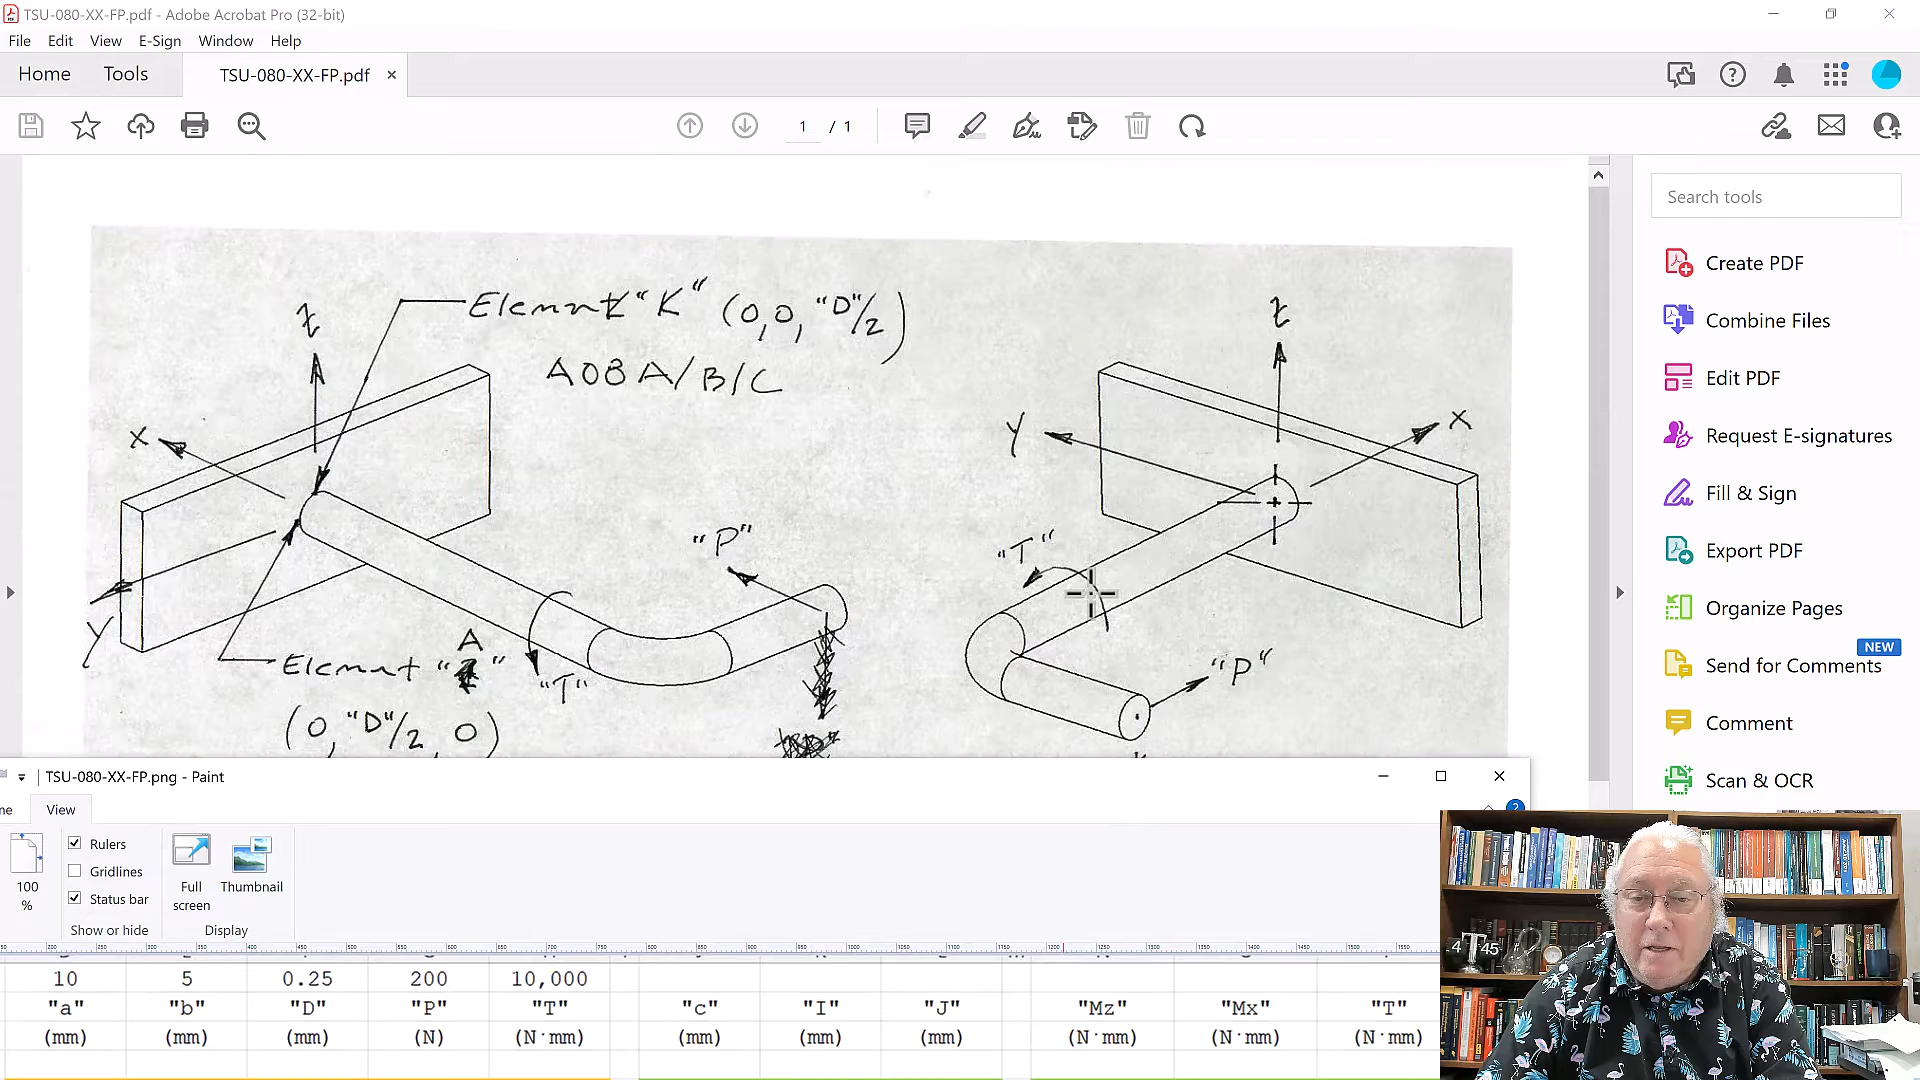 TSU-080-XX-FP.pdf - Adobe Acrobat Pro (32-bit)
File Edit View E-Sign Window Help
Home Tools TSU-080-XX-FP.pdf
1 / 1
Search tools
Create PDF
Combine Files
Edit PDF
Request E-signatures
Fill & Sign
Export PDF
Organize Pages
NEW
Send for Comments
Comment
Scan & OCR
Element "K" (0,0,"D"/2)
A08A/B/C
z
x
y
"P"
"T"
Element "A"
(0, "D"/2, 0)
z
y
x
"T"
"P"
TSU-080-XX-FP.png - Paint
View
100 %
Rulers
Gridlines
Status bar
Show or hide
Full screen
Thumbnail
Display
10 5 0.25 200 10,000
"a" "b" "D" "P" "T" "c" "I" "J" "Mz" "Mx" "T"
(mm) (mm) (mm) (N) (N·mm) (mm) (mm) (mm) (N·mm) (N·mm) (N·mm)
4 45